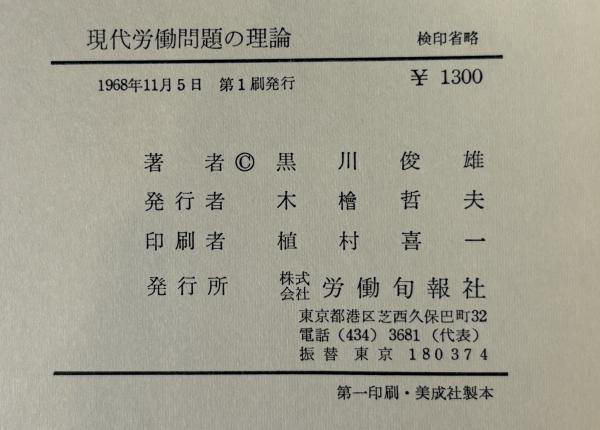 現代労働問題の理論 検印省略
1968年11月5日 第1刷発行 ¥ 1300
著者 © 黒川俊雄
発行者 木檜哲夫
印刷者 植村喜一
発行所 株式会社 労働旬報社
東京都港区芝西久保巴町32
電話 (434) 3681 (代表)
振替 東京 180374
第一印刷・美成社製本